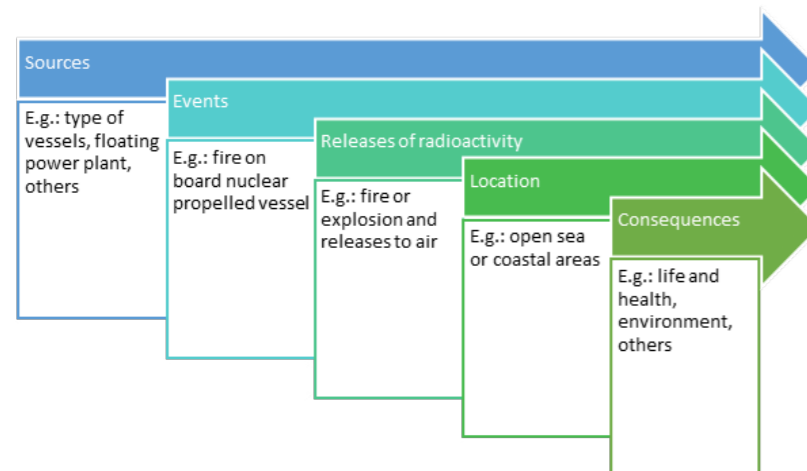 Sources
E.g.: type of
vessels, floating
power plant,
others
Events
E.g.: fire on
board nuclear
propelled vessel
Releases of radioactivity
E.g.: fire or
explosion and
releases to air
Location
E.g.: open sea
or coastal areas
Consequences
E.g.: life and
health,
environment,
others